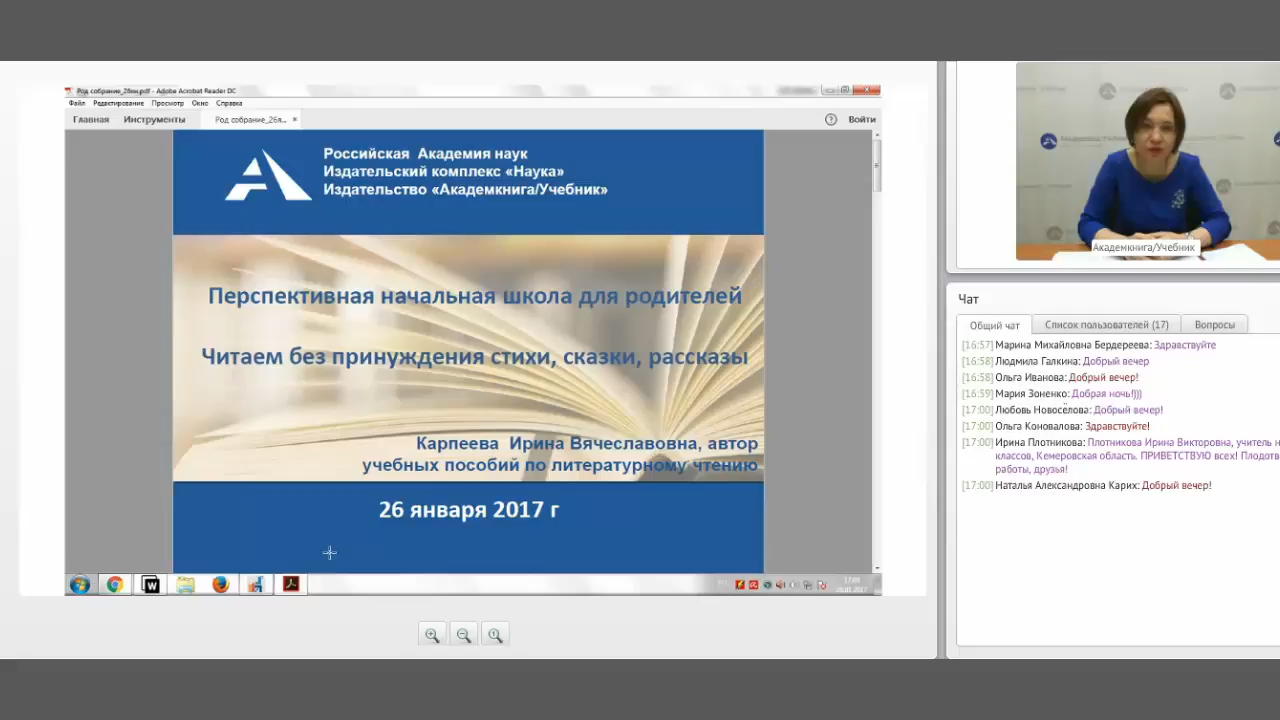 Род собрание_26янв.pdf - Adobe Acrobat Reader DC
Файл Редактирование Просмотр Окно Справка
Главная Инструменты Род собрание_26я... × Войти
Российская Академия наук
Издательский комплекс «Наука»
Издательство «Академкнига/Учебник»
Перспективная начальная школа для родителей
Читаем без принуждения стихи, сказки, рассказы
Карпеева Ирина Вячеславовна, автор
учебных пособий по литературному чтению
26 января 2017 г
Академкнига/Учебник
Чат
Общий чат Список пользователей (17) Вопросы
[16:57] Марина Михайловна Бердереева: Здравствуйте
[16:58] Людмила Галкина: Добрый вечер
[16:58] Ольга Иванова: Добрый вечер!
[16:59] Мария Зоненко: Добрая ночь!)))
[17:00] Любовь Новосёлова: Добрый вечер!
[17:00] Ольга Коновалова: Здравствуйте!
[17:00] Ирина Плотникова: Плотникова Ирина Викторовна, учитель н
классов, Кемеровская область. ПРИВЕТСТВУЮ всех! Плодотв
работы, друзья!
[17:00] Наталья Александровна Карих: Добрый вечер!